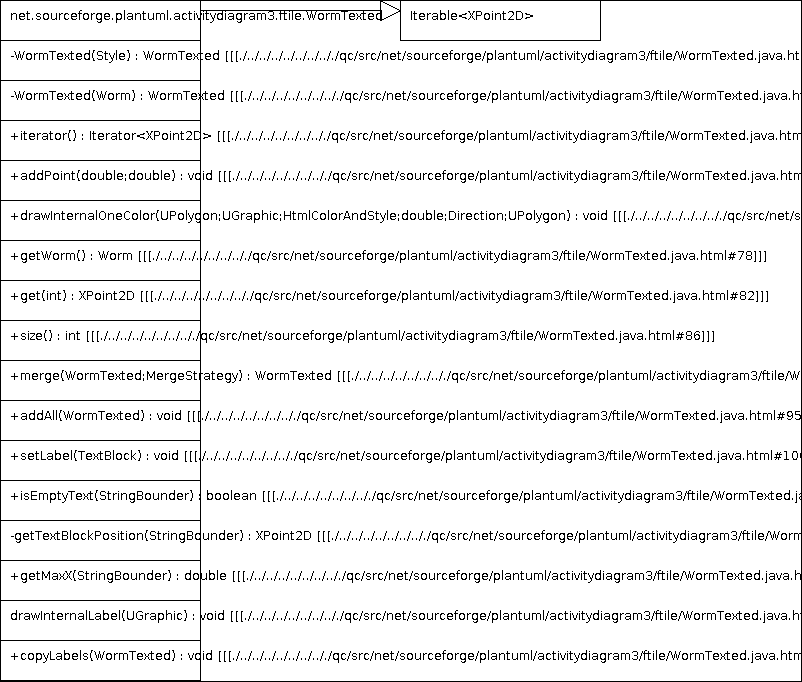 net.sourceforge.plantuml.activitydiagram3.ftile.WormTexted
Iterable<XPoint2D>
-WormTexted(Style) : WormTexted [[[./../../../../../../../qc/src/net/sourceforge/plantuml/activitydiagram3/ftile/WormTexted.java.ht
-WormTexted(Worm) : WormTexted [[[./../../../../../../../qc/src/net/sourceforge/plantuml/activitydiagram3/ftile/WormTexted.java.h
+iterator() : Iterator<XPoint2D> [[[./../../../../../../../qc/src/net/sourceforge/plantuml/activitydiagram3/ftile/WormTexted.java.htm
+addPoint(double;double) : void [[[./../../../../../../../qc/src/net/sourceforge/plantuml/activitydiagram3/ftile/WormTexted.java.htm
+drawInternalOneColor(UPolygon;UGraphic;HtmlColorAndStyle;double;Direction;UPolygon) : void [[[./../../../../../../../qc/src/net/s
+getWorm() : Worm [[[./../../../../../../../qc/src/net/sourceforge/plantuml/activitydiagram3/ftile/WormTexted.java.html#78]]]
+get(int) : XPoint2D [[[./../../../../../../../qc/src/net/sourceforge/plantuml/activitydiagram3/ftile/WormTexted.java.html#82]]]
+size() : int [[[./../../../../../../../qc/src/net/sourceforge/plantuml/activitydiagram3/ftile/WormTexted.java.html#86]]]
+merge(WormTexted;MergeStrategy) : WormTexted [[[./../../../../../../../qc/src/net/sourceforge/plantuml/activitydiagram3/ftile/W
+addAll(WormTexted) : void [[[./../../../../../../../qc/src/net/sourceforge/plantuml/activitydiagram3/ftile/WormTexted.java.html#95
+setLabel(TextBlock) : void [[[./../../../../../../../qc/src/net/sourceforge/plantuml/activitydiagram3/ftile/WormTexted.java.html#10
+isEmptyText(StringBounder) : boolean [[[./../../../../../../../qc/src/net/sourceforge/plantuml/activitydiagram3/ftile/WormTexted.ja
-getTextBlockPosition(StringBounder) : XPoint2D [[[./../../../../../../../qc/src/net/sourceforge/plantuml/activitydiagram3/ftile/Worm
+getMaxX(StringBounder) : double [[[./../../../../../../../qc/src/net/sourceforge/plantuml/activitydiagram3/ftile/WormTexted.java.h
drawInternalLabel(UGraphic) : void [[[./../../../../../../../qc/src/net/sourceforge/plantuml/activitydiagram3/ftile/WormTexted.java.h
+copyLabels(WormTexted) : void [[[./../../../../../../../qc/src/net/sourceforge/plantuml/activitydiagram3/ftile/WormTexted.java.htm